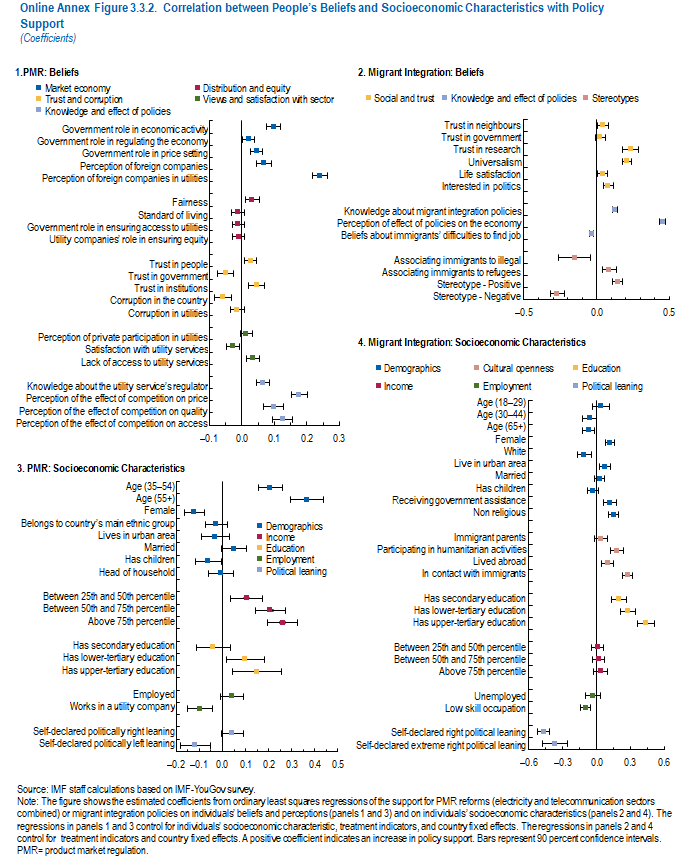 Online Annex Figure 3.3.2. Correlation between People's Beliefs and Socioeconomic Characteristics with Policy
Support
(Coefficients)
1.PMR: Beliefs
Market economy
Distribution and equity
Trust and corruption
Views and satisfaction with sector
Knowledge and effect of policies
Government role in economic activity
Government role in regulating the economy
Government role in price setting
Perception of foreign companies
Perception of foreign companies in utilities
Fairness
Standard of living
Government role in ensuring access to utilities
Utility companies' role in ensuring equity
Trust in people
Trust in government
Trust in institutions
Corruption in the country
Corruption in utilities
Perception of private participation in utilities
Satisfaction with utility services
Lack of access to utility services
Knowledge about the utility service's regulator
Perception of the effect of competition on price
Perception of the effect of competition on quality
Perception of the effect of competition on access
−0.1 0.0 0.1 0.2 0.3
2. Migrant Integration: Beliefs
Social and trust
Knowledge and effect of policies
Stereotypes
Trust in neighbours
Trust in government
Trust in research
Universalism
Life satisfaction
Interested in politics
Knowledge about migrant integration policies
Perception of effect of policies on the economy
Beliefs about immigrants' difficulties to find job
Associating immigrants to illegal
Associating immigrants to refugees
Stereotype - Positive
Stereotype - Negative
−0.5 0.0 0.5
3. PMR: Socioeconomic Characteristics
Age (35–54)
Age (55+)
Female
Belongs to country's main ethnic group
Lives in urban area
Married
Has children
Head of household
Demographics
Income
Education
Employment
Political leaning
Between 25th and 50th percentile
Between 50th and 75th percentile
Above 75th percentile
Has secondary education
Has lower-tertiary education
Has upper-tertiary education
Employed
Works in a utility company
Self-declared politically right leaning
Self-declared politically left leaning
−0.2 −0.1 0.0 0.1 0.2 0.3 0.4 0.5
4. Migrant Integration: Socioeconomic Characteristics
Demographics
Cultural openness
Education
Income
Employment
Political leaning
Age (18–29)
Age (30–44)
Age (65+)
Female
White
Live in urban area
Married
Has children
Receiving government assistance
Non religious
Immigrant parents
Participating in humanitarian activities
Lived abroad
In contact with immigrants
Has secondary education
Has lower-tertiary education
Has upper-tertiary education
Between 25th and 50th percentile
Between 50th and 75th percentile
Above 75th percentile
Unemployed
Low skill occupation
Self-declared right political leaning
Self-declared extreme right political leaning
−0.6 −0.3 0.0 0.3 0.6
Source: IMF staff calculations based on IMF-YouGov survey.
Note: The figure shows the estimated coefficients from ordinary least squares regressions of the support for PMR reforms (electricity and telecommunication sectors
combined) or migrant integration policies on individuals' beliefs and perceptions (panels 1 and 3) and on individuals' socioeconomic characteristic (panels 2 and 4). The
regressions in panels 1 and 3 control for individuals' socioeconomic characteristic, treatment indicators, and country fixed effects. The regressions in panels 2 and 4
control for treatment indicators and country fixed effects. A positive coefficient indicates an increase in policy support. Bars represent 90 percent confidence intervals.
PMR= product market regulation.